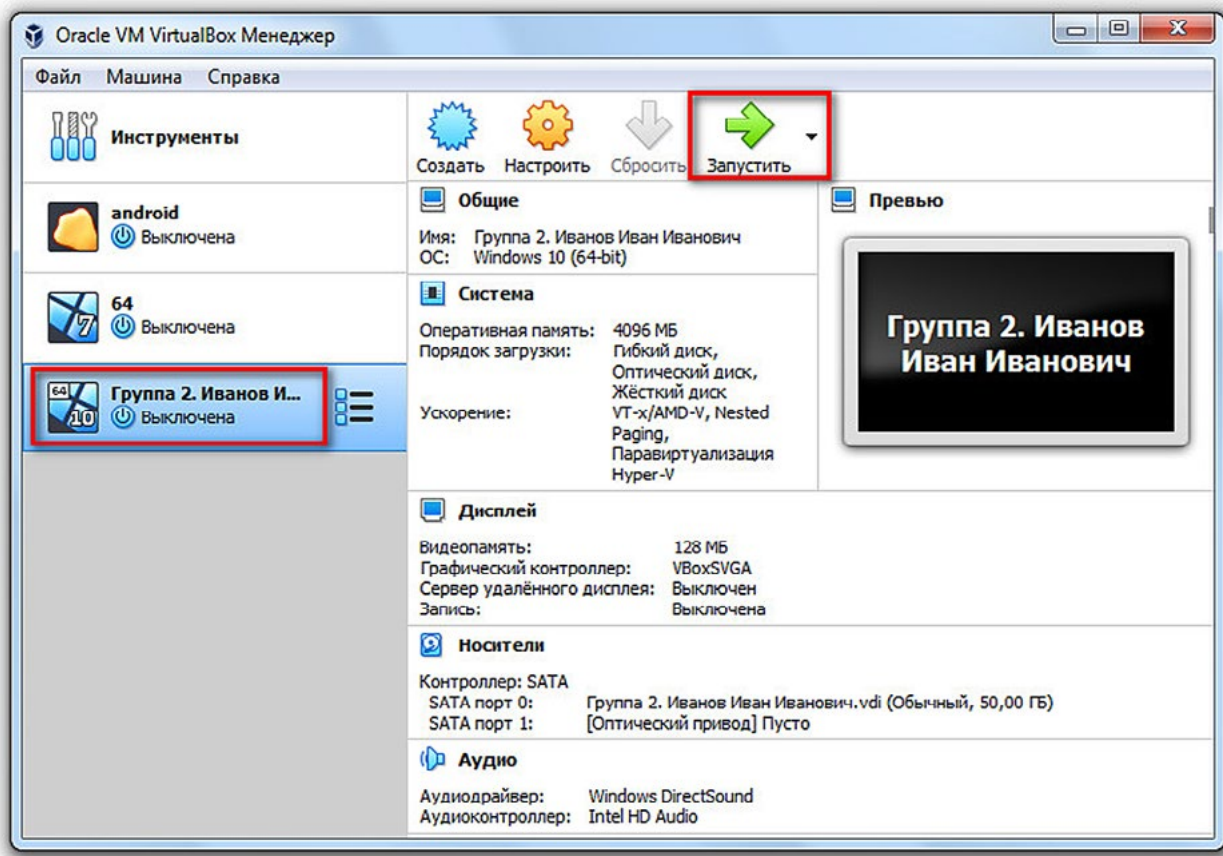 Oracle VM VirtualBox Менеджер
Файл Машина Справка
Инструменты
android
Выключена
7
64
Выключена
64
10
Группа 2. Иванов И...
Выключена
Создать Настроить Сбросить Запустить
Общие
Имя: Группа 2. Иванов Иван Иванович
ОС: Windows 10 (64-bit)
Превью
Группа 2. Иванов
Иван Иванович
Система
Оперативная память: 4096 МБ
Порядок загрузки: Гибкий диск,
Оптический диск,
Жёсткий диск
Ускорение: VT-x/AMD-V, Nested
Paging,
Паравиртуализация
Hyper-V
Дисплей
Видеопамять: 128 МБ
Графический контроллер: VBoxSVGA
Сервер удалённого дисплея: Выключен
Запись: Выключена
Носители
Контроллер: SATA
SATA порт 0: Группа 2. Иванов Иван Иванович.vdi (Обычный, 50,00 ГБ)
SATA порт 1: [Оптический привод] Пусто
Аудио
Аудиодрайвер: Windows DirectSound
Аудиоконтроллер: Intel HD Audio